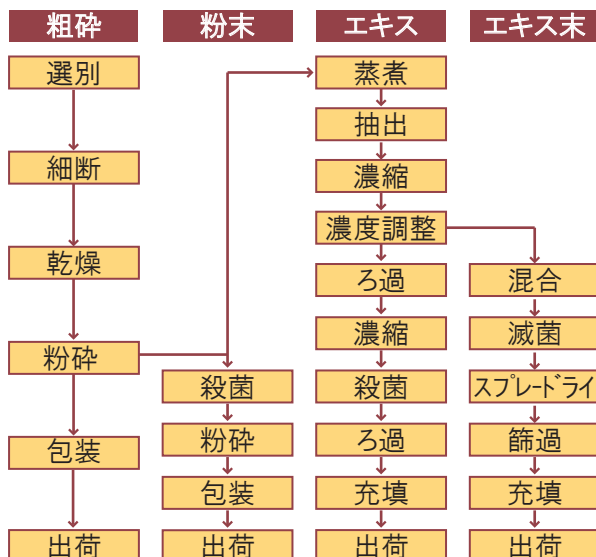 粗砕
粉末
エキス
エキス末
選別
細断
乾燥
粉砕
包装
出荷
殺菌
粉砕
包装
出荷
蒸煮
抽出
濃縮
濃度調整
ろ過
濃縮
殺菌
ろ過
充填
出荷
混合
滅菌
スプレードライ
篩過
充填
出荷